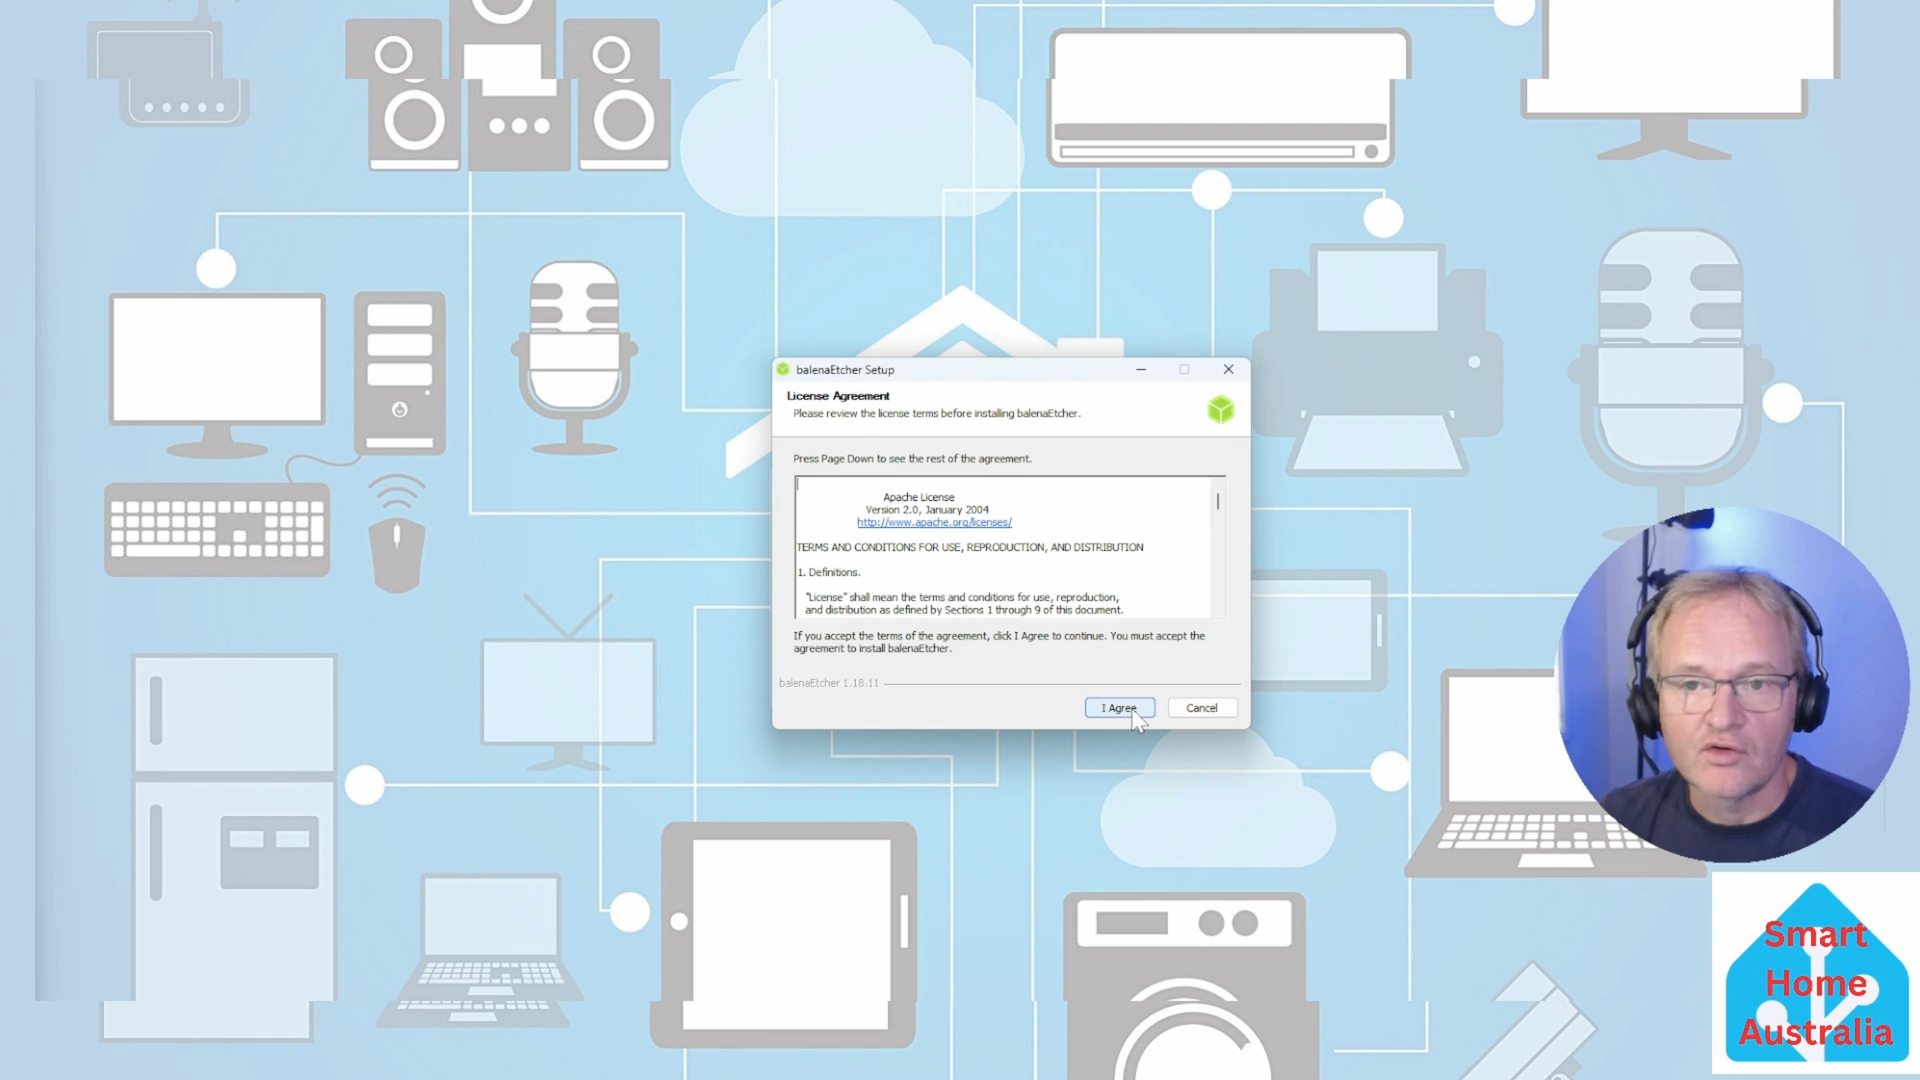 balenaEtcher Setup
License Agreement
Please review the license terms before installing balenaEtcher.
Press Page Down to see the rest of the agreement.
Apache License
Version 2.0, January 2004
http://www.apache.org/licenses/
TERMS AND CONDITIONS FOR USE, REPRODUCTION, AND DISTRIBUTION
1. Definitions.
"License" shall mean the terms and conditions for use, reproduction,
and distribution as defined by Sections 1 through 9 of this document.
If you accept the terms of the agreement, click I Agree to continue. You must accept the
agreement to install balenaEtcher.
balenaEtcher 1.18.11
I Agree
Cancel
Smart
Home
Australia